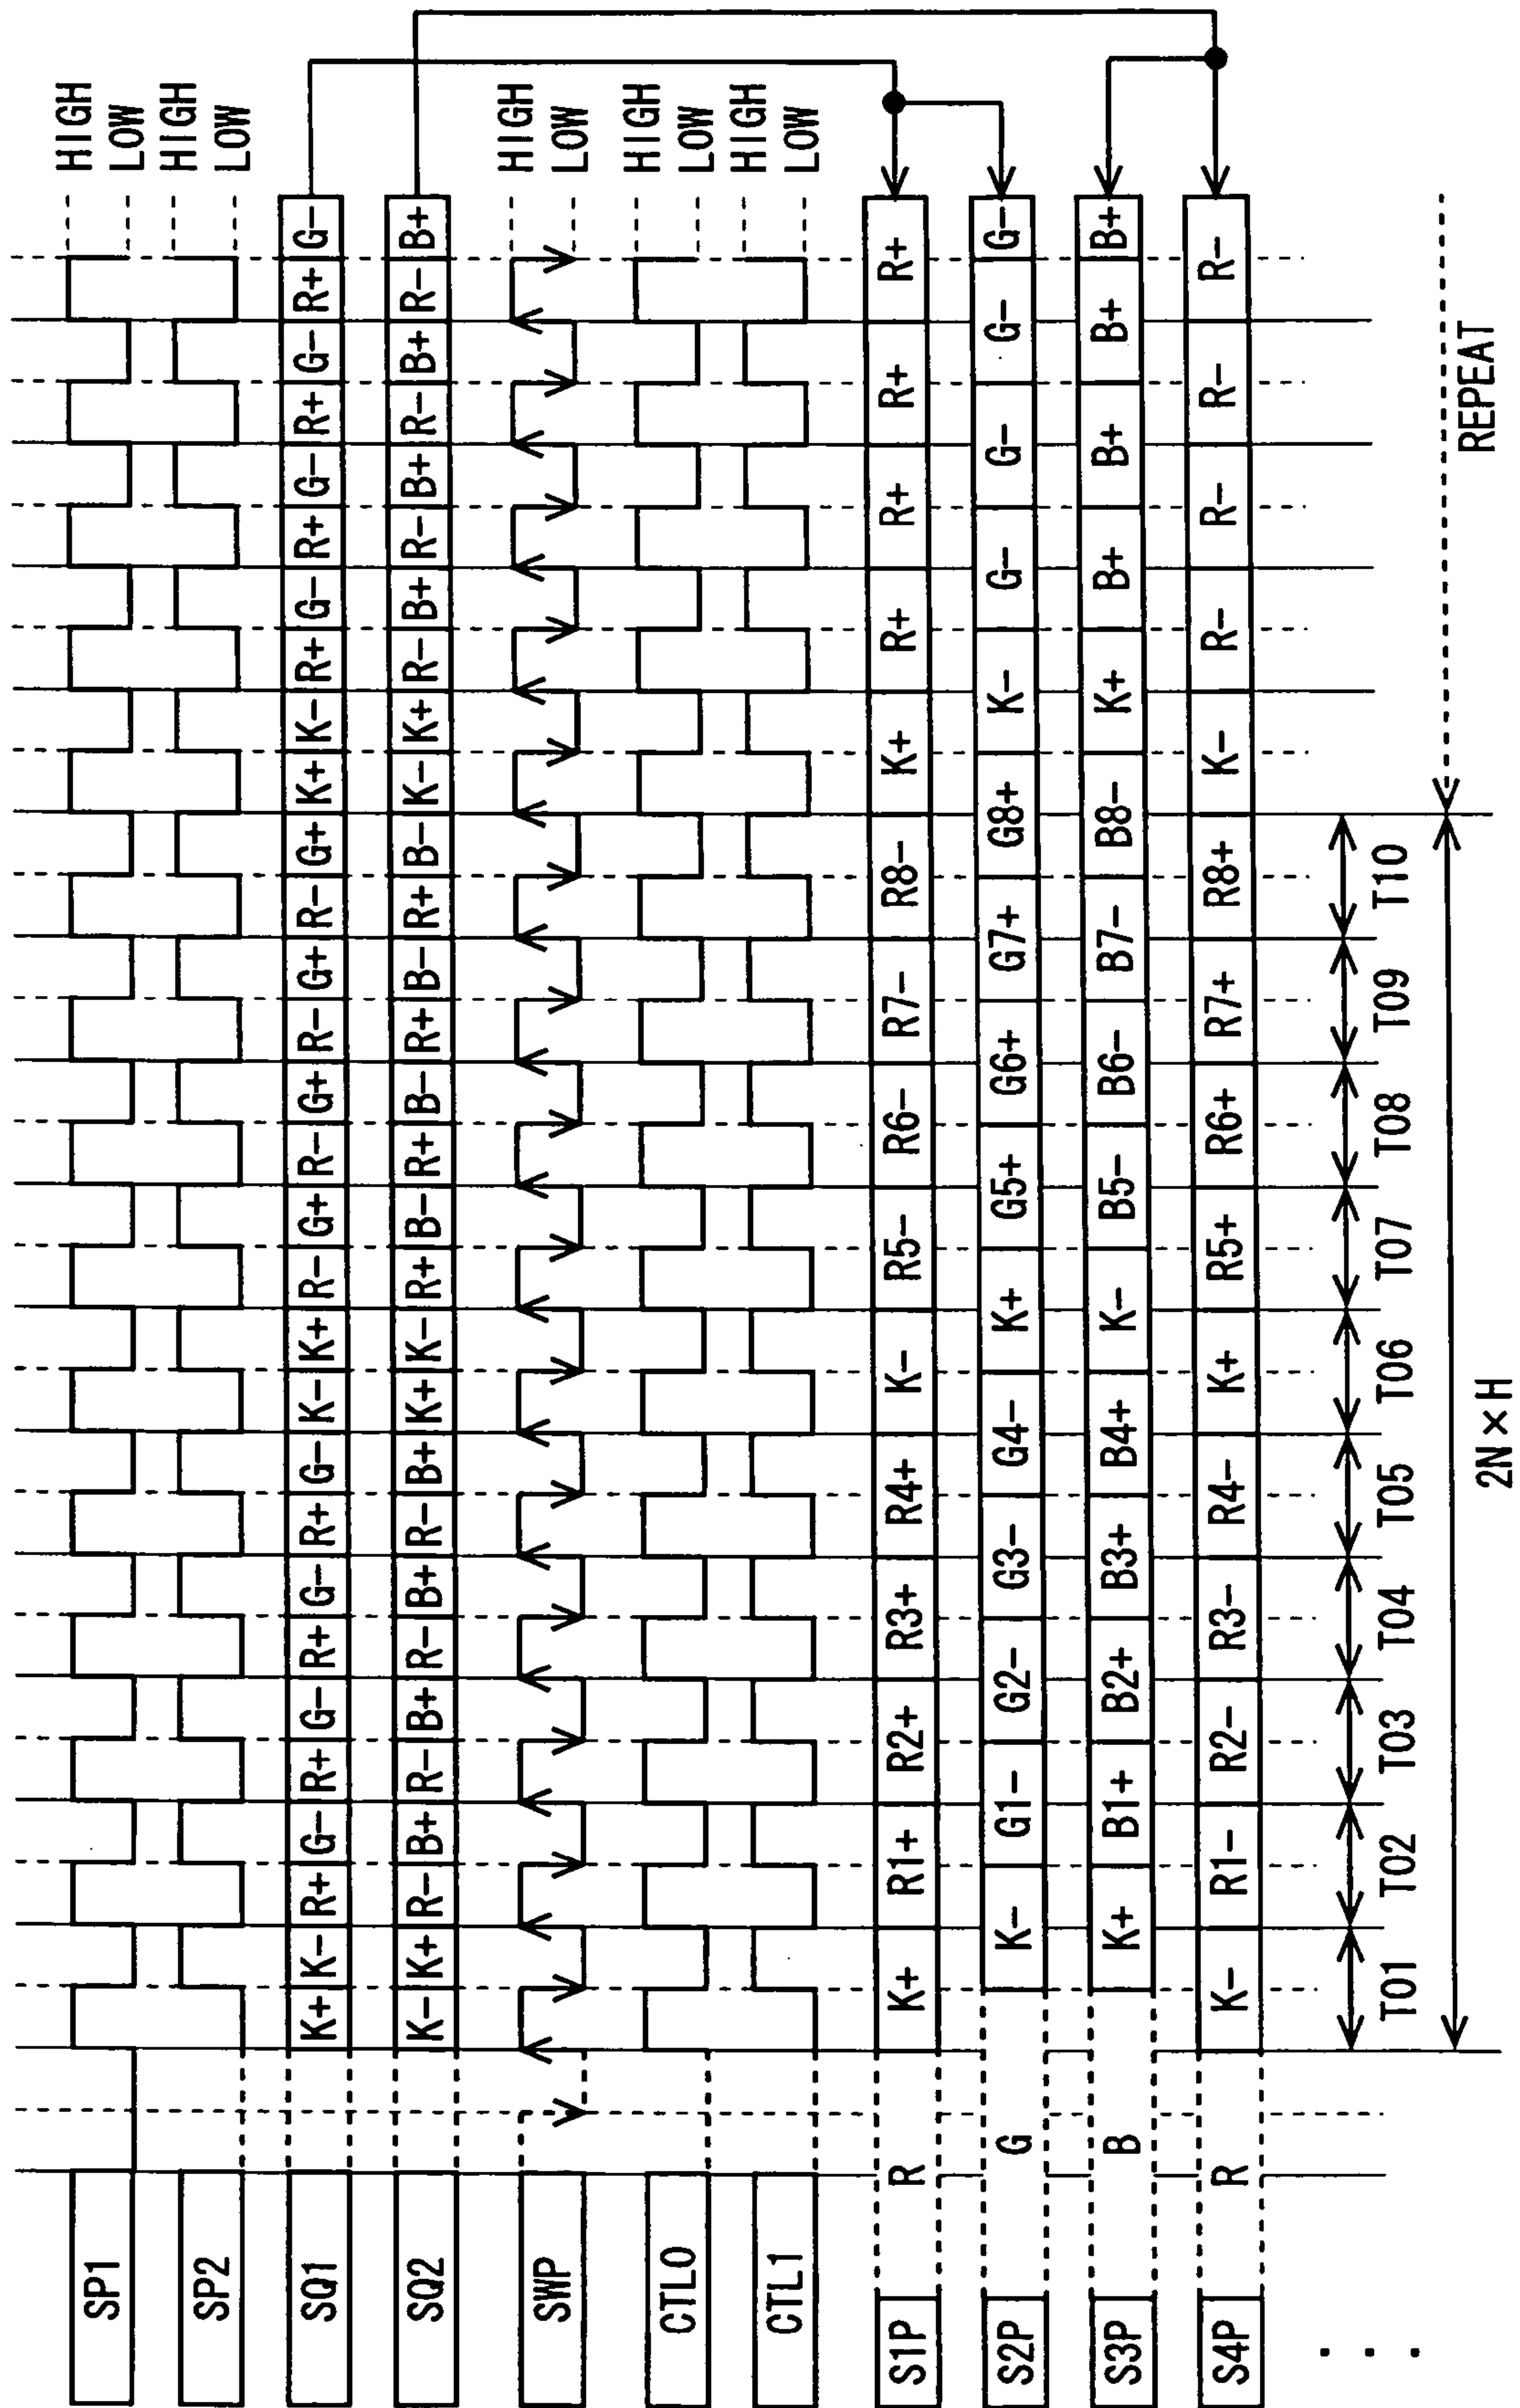 SP1 HIGH
LOW
SP2 HIGH
LOW
SQ1 K+ K- R+ G- R+ G- R+ G- R+ G- K- K+ R- G+ R- G+ R- G+ R- G+ K+ K- R+ G- R+ G- R+ G- R+ G-
SQ2 K- K+ R- B+ R- B+ R- B+ R- B+ K+ K- R+ B- R+ B- R+ B- R+ B- K- K+ R- B+ R- B+ R- B+ R- B+
SWP HIGH
LOW
CTL0 HIGH
LOW
CTL1 HIGH
LOW
S1P R K+ R1+ R2+ R3+ R4+ K- R5- R6- R7- R8- K+ R+ R+ R+ R+
S2P G K- G1- G2- G3- G4- K+ G5+ G6+ G7+ G8+ K- G- G- G- G-
S3P B K+ B1+ B2+ B3+ B4+ K- B5- B6- B7- B8- K+ B+ B+ B+ B+
S4P R K- R1- R2- R3- R4- K+ R5+ R6+ R7+ R8+ K- R- R- R- R-
. . .
T01 T02 T03 T04 T05 T06 T07 T08 T09 T10
2N×H REPEAT